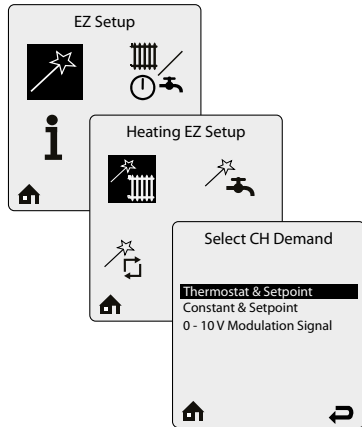 EZ Setup
Heating EZ Setup
Select CH Demand
Thermostat & Setpoint
Constant & Setpoint
0 - 10 V Modulation Signal